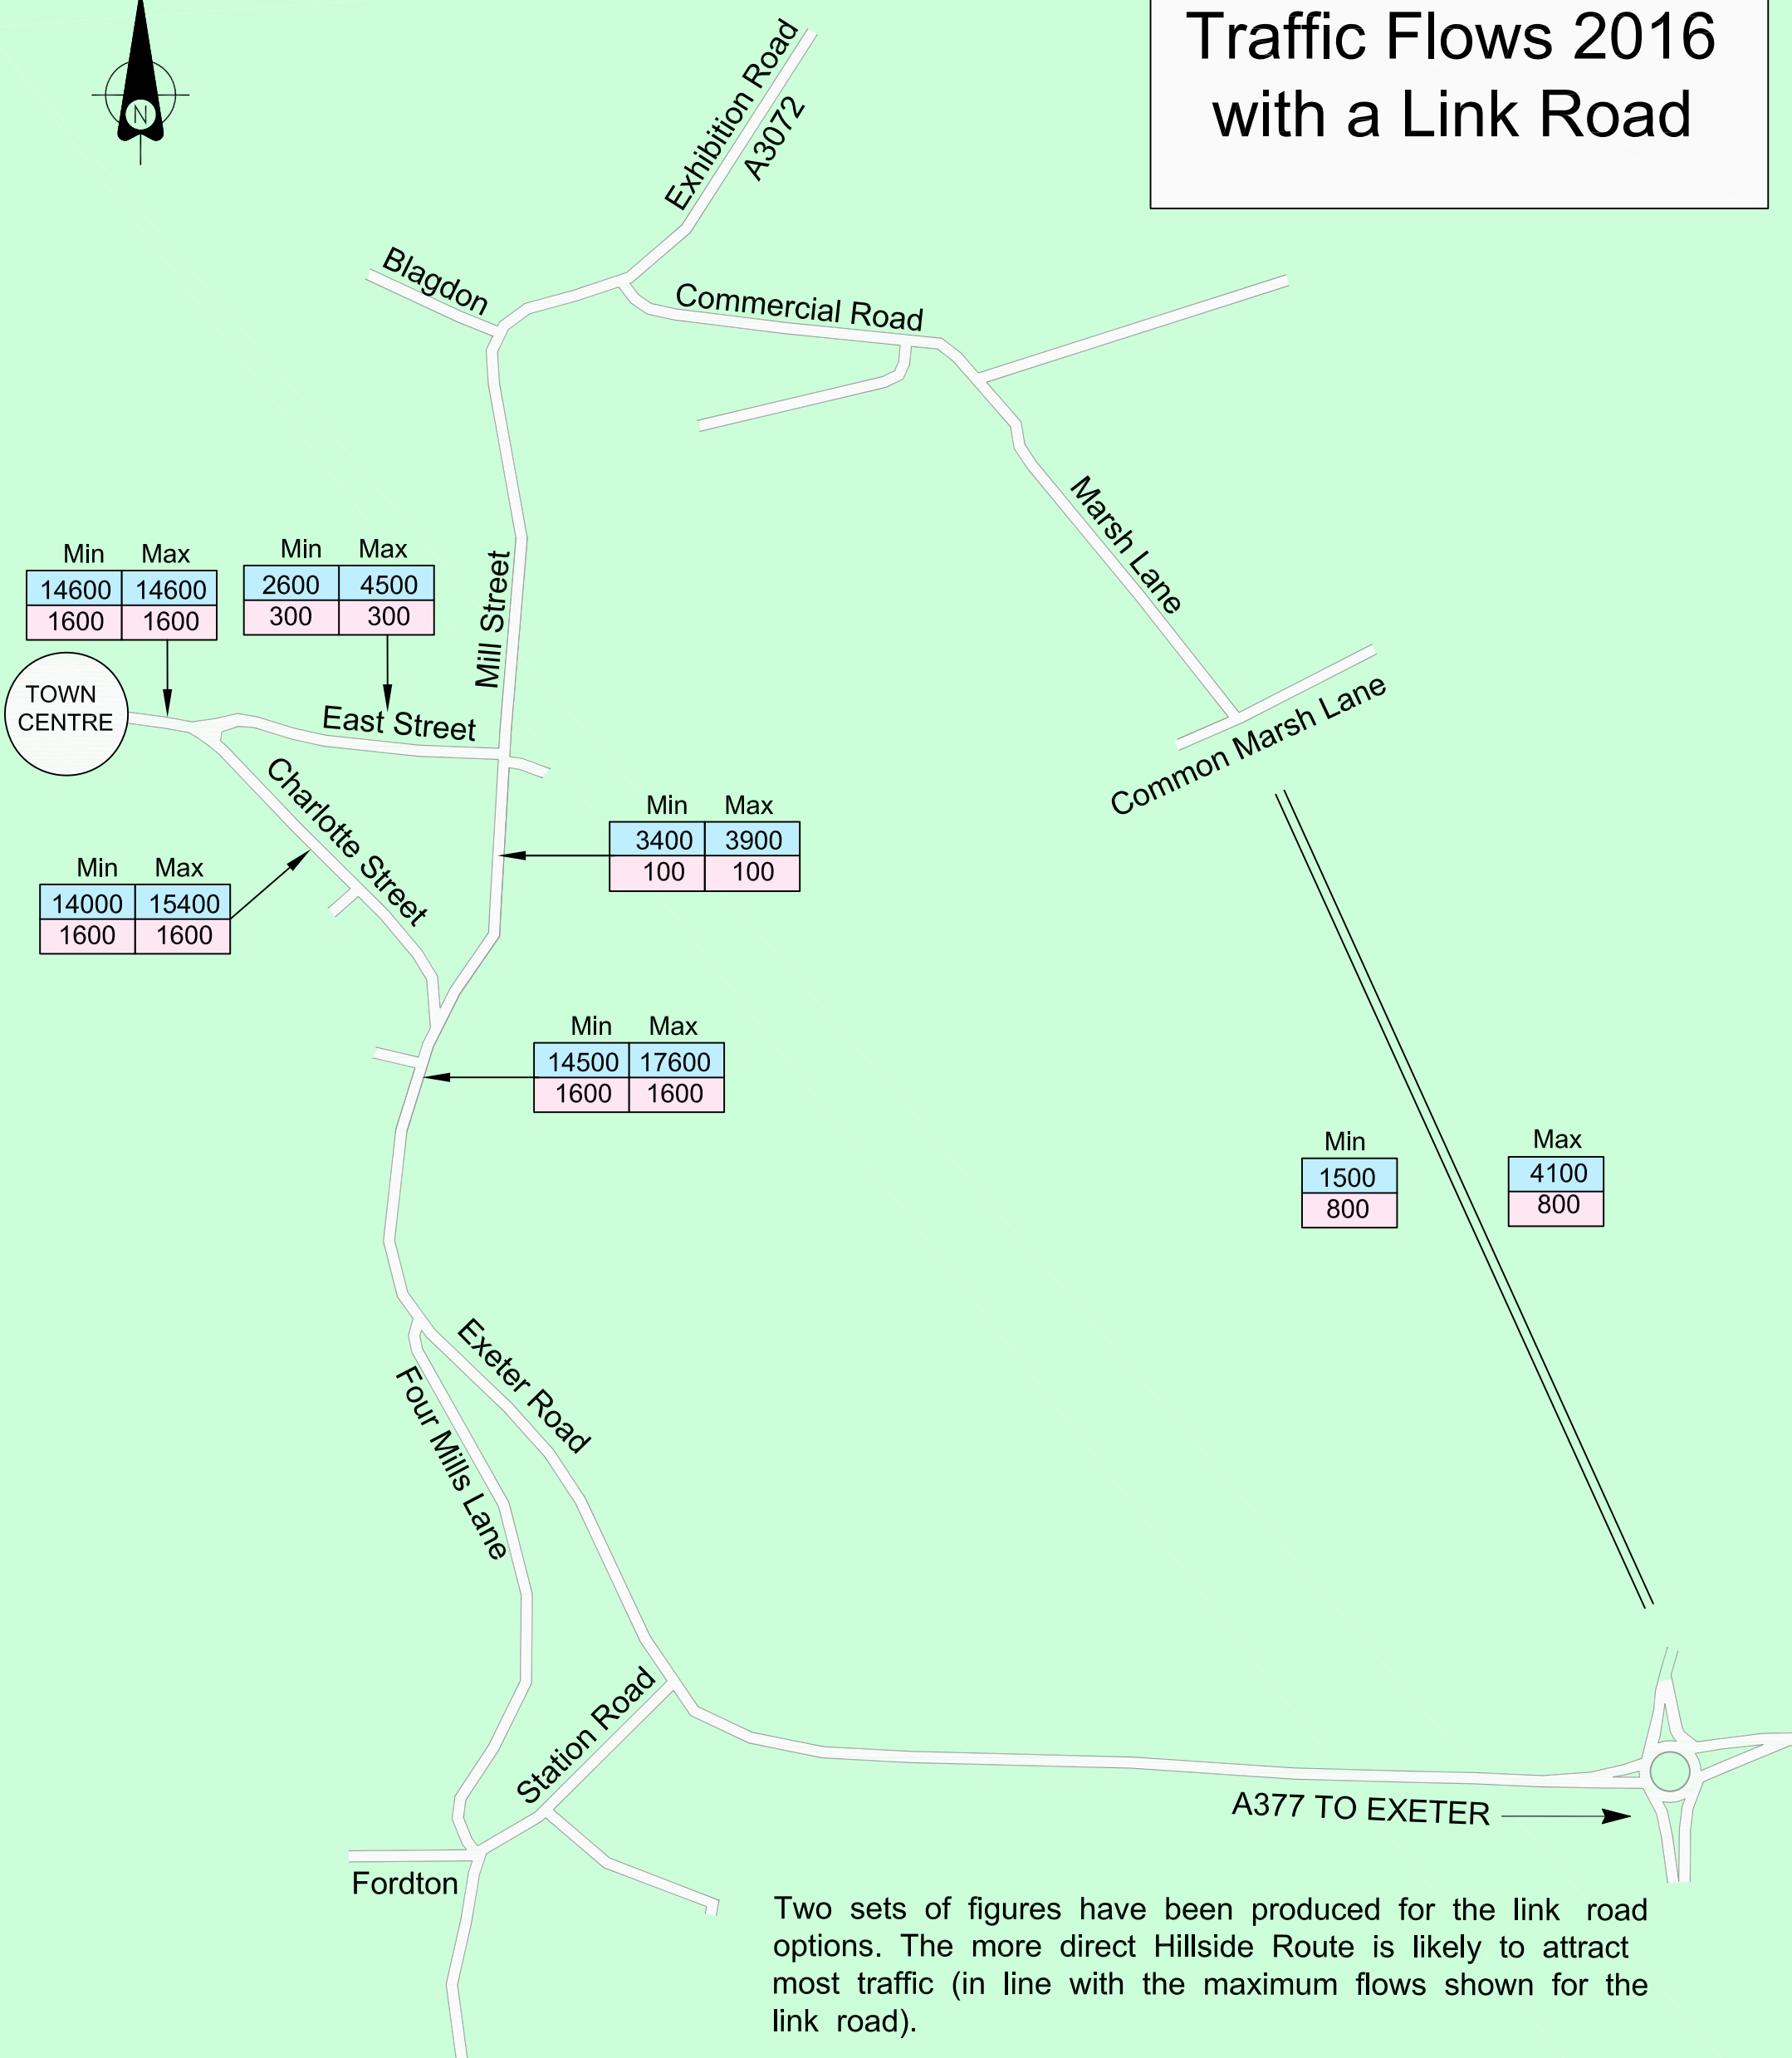 Traffic Flows 2016
with a Link Road
N
Exhibition Road
A3072
Blagdon
Commercial Road
Marsh Lane
Common Marsh Lane
Mill Street
Min Max
14600 14600
1600 1600
Min Max
2600 4500
300 300
TOWN
CENTRE
East Street
Charlotte Street
Min Max
3400 3900
100 100
Min Max
14000 15400
1600 1600
Min Max
14500 17600
1600 1600
Min
1500
800
Max
4100
800
Exeter Road
Four Mills Lane
Station Road
Fordton
A377 TO EXETER
Two sets of figures have been produced for the link road
options. The more direct Hillside Route is likely to attract
most traffic (in line with the maximum flows shown for the
link road).